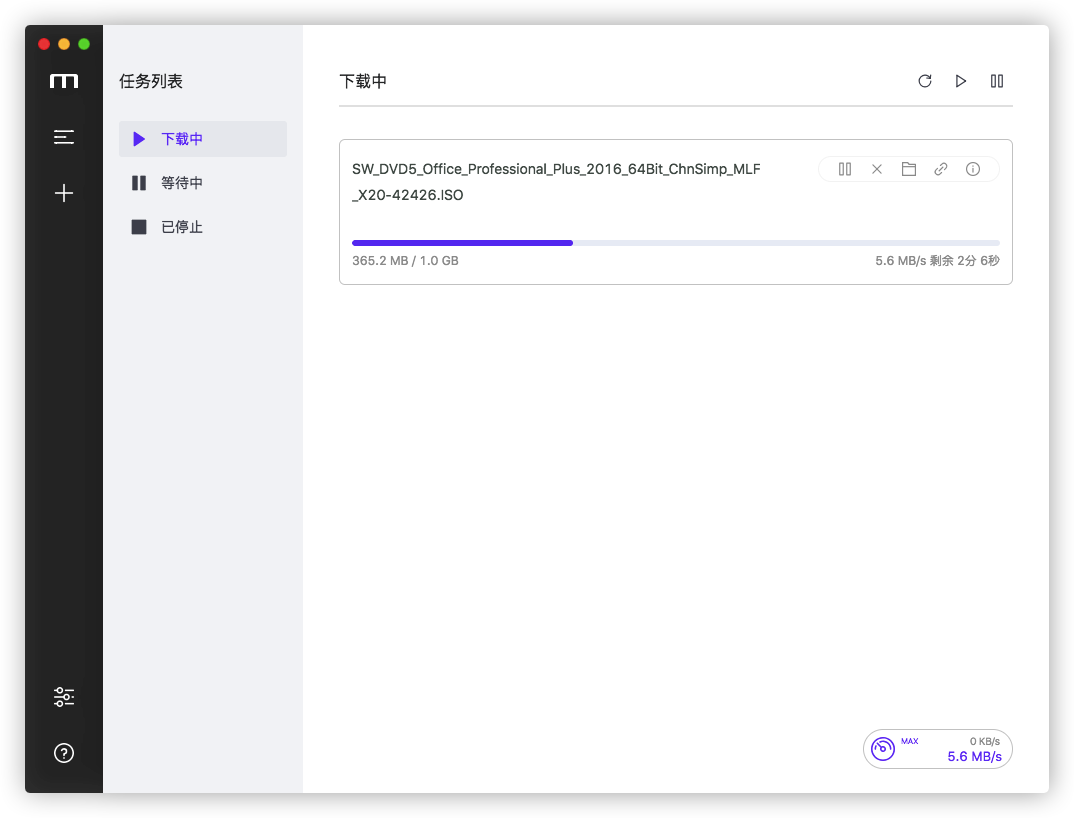 任务列表
下载中
等待中
已停止
下载中
SW_DVD5_Office_Professional_Plus_2016_64Bit_ChnSimp_MLF
_X20-42426.ISO
365.2 MB / 1.0 GB
5.6 MB/s 剩余 2分 6秒
MAX
0 KB/s
5.6 MB/s